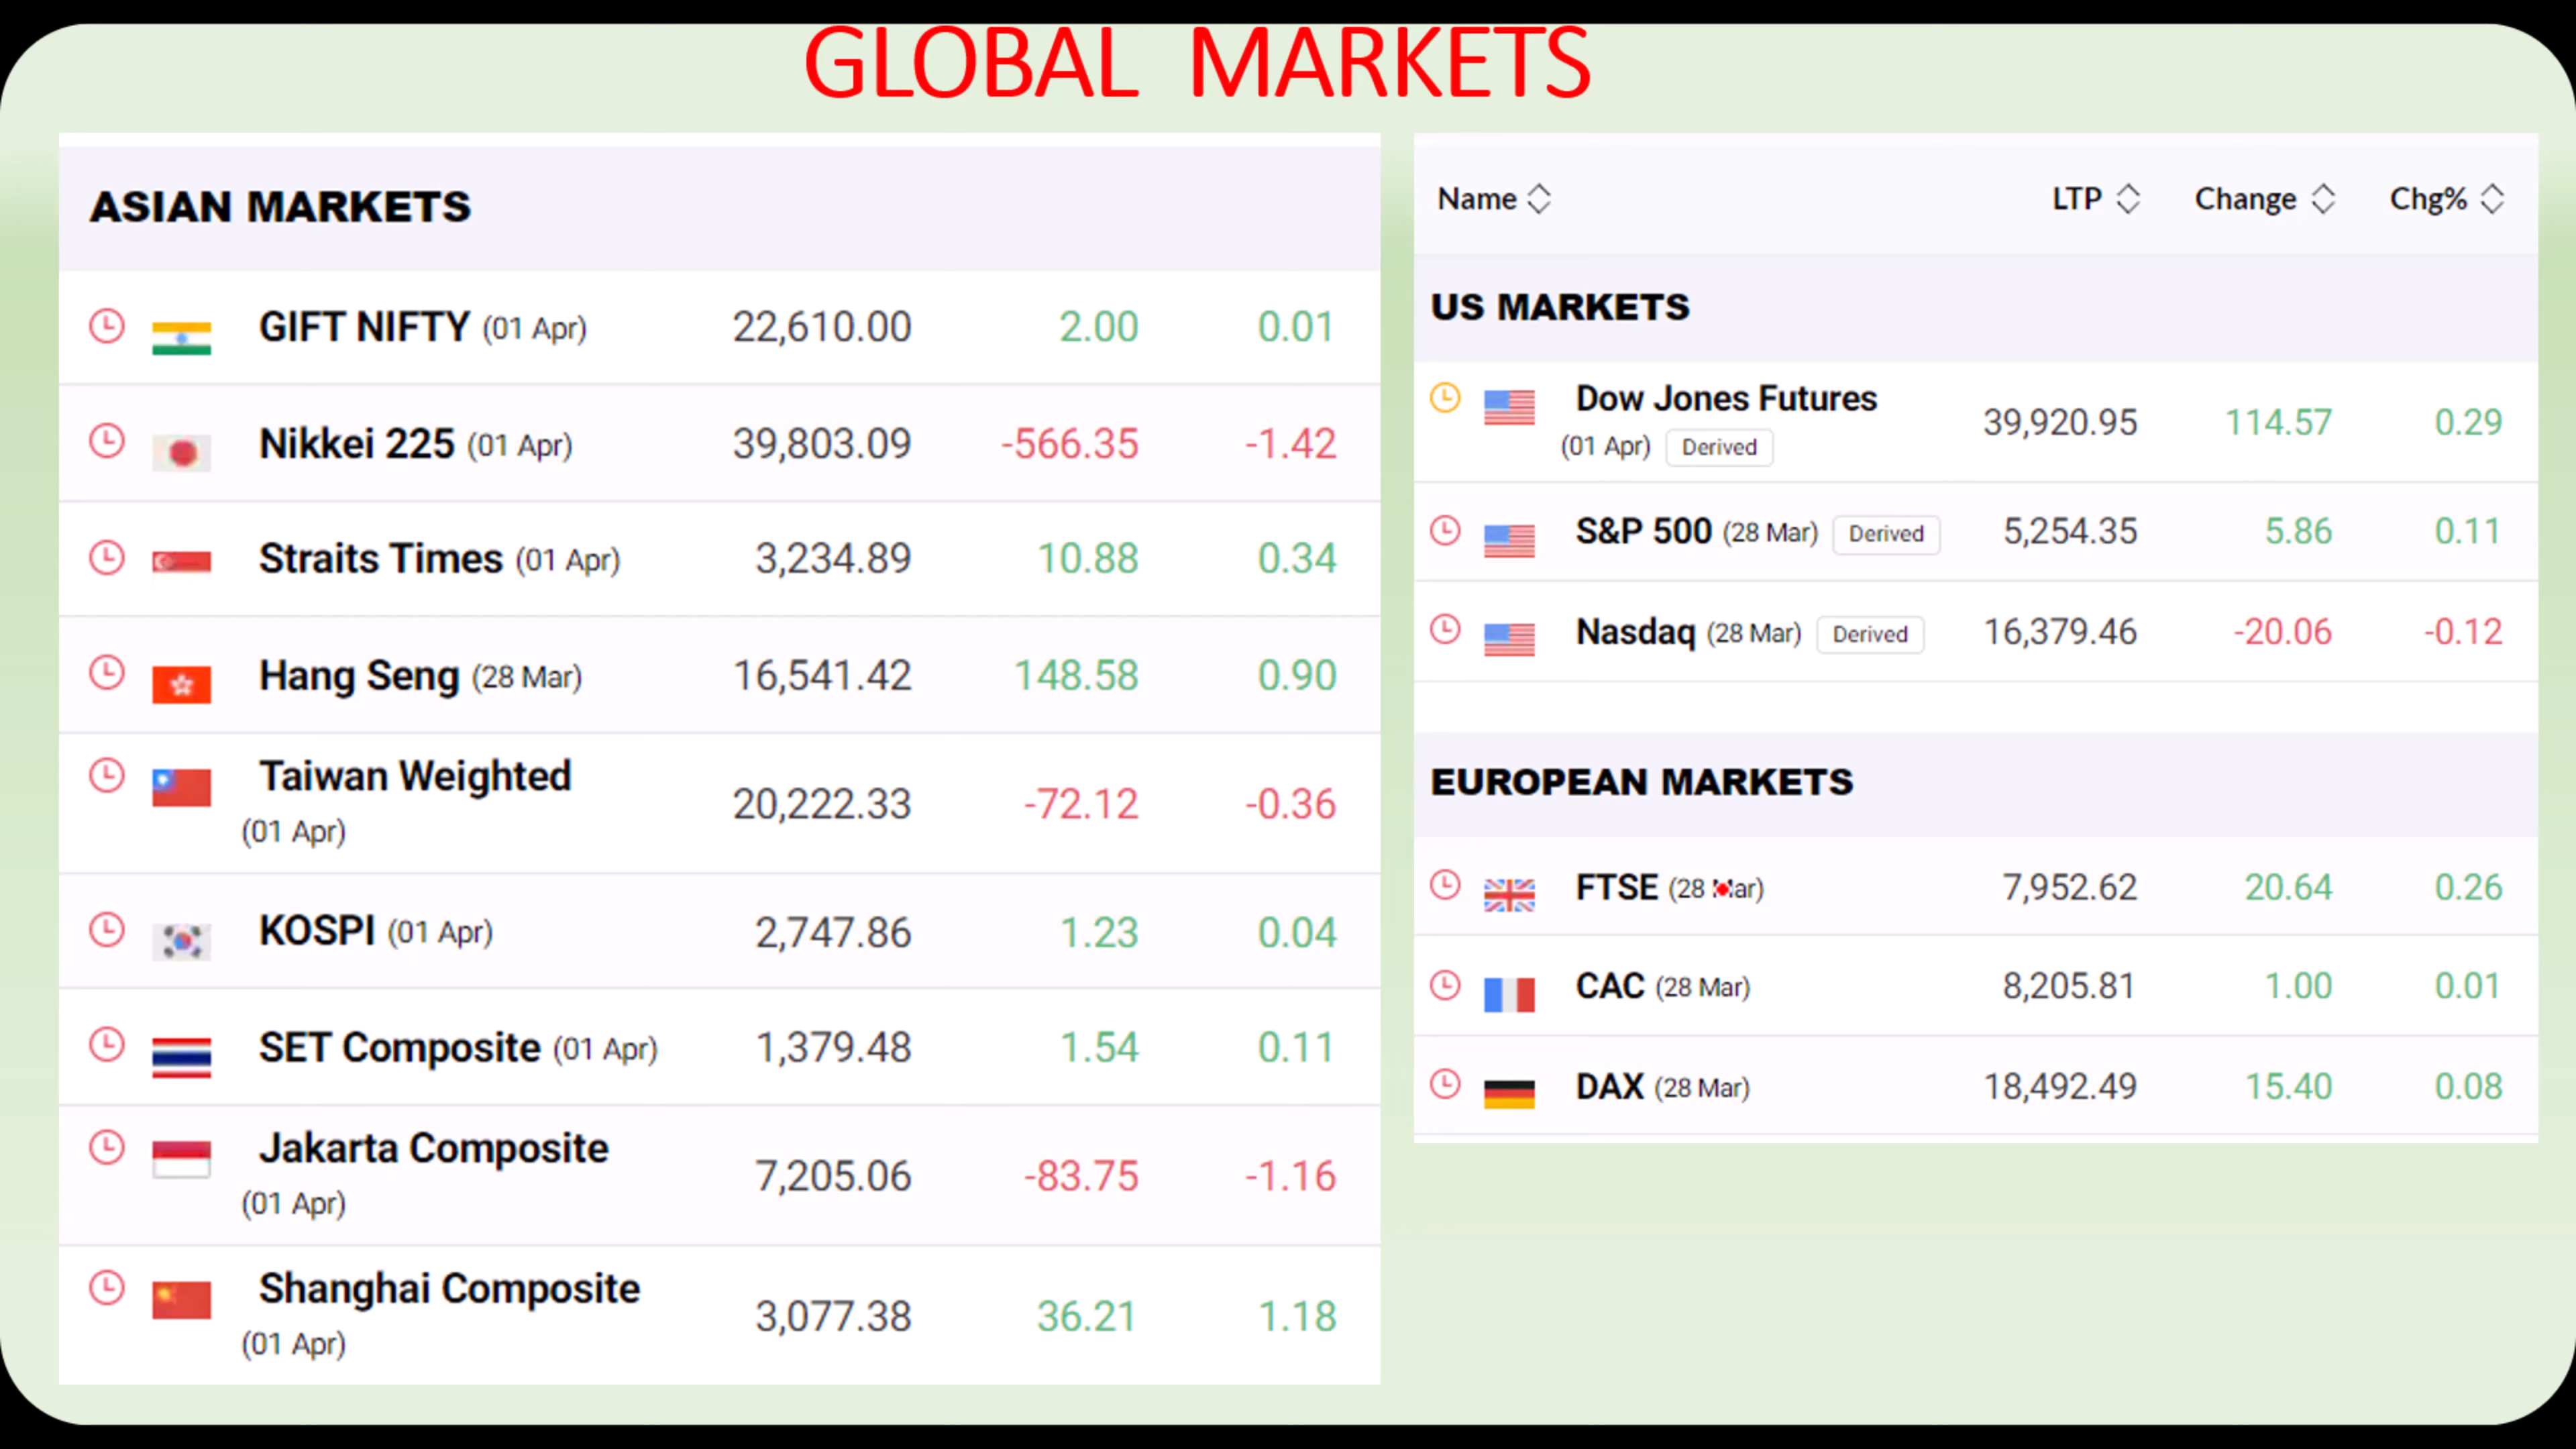 GLOBAL MARKETS
ASIAN MARKETS
GIFT NIFTY (01 Apr) 22,610.00 2.00 0.01
Nikkei 225 (01 Apr) 39,803.09 -566.35 -1.42
Straits Times (01 Apr) 3,234.89 10.88 0.34
Hang Seng (28 Mar) 16,541.42 148.58 0.90
Taiwan Weighted
(01 Apr) 20,222.33 -72.12 -0.36
KOSPI (01 Apr) 2,747.86 1.23 0.04
SET Composite (01 Apr) 1,379.48 1.54 0.11
Jakarta Composite
(01 Apr) 7,205.06 -83.75 -1.16
Shanghai Composite
(01 Apr) 3,077.38 36.21 1.18
Name LTP Change Chg%
US MARKETS
Dow Jones Futures
(01 Apr) Derived 39,920.95 114.57 0.29
S&P 500 (28 Mar) Derived 5,254.35 5.86 0.11
Nasdaq (28 Mar) Derived 16,379.46 -20.06 -0.12
EUROPEAN MARKETS
FTSE (28 Mar) 7,952.62 20.64 0.26
CAC (28 Mar) 8,205.81 1.00 0.01
DAX (28 Mar) 18,492.49 15.40 0.08